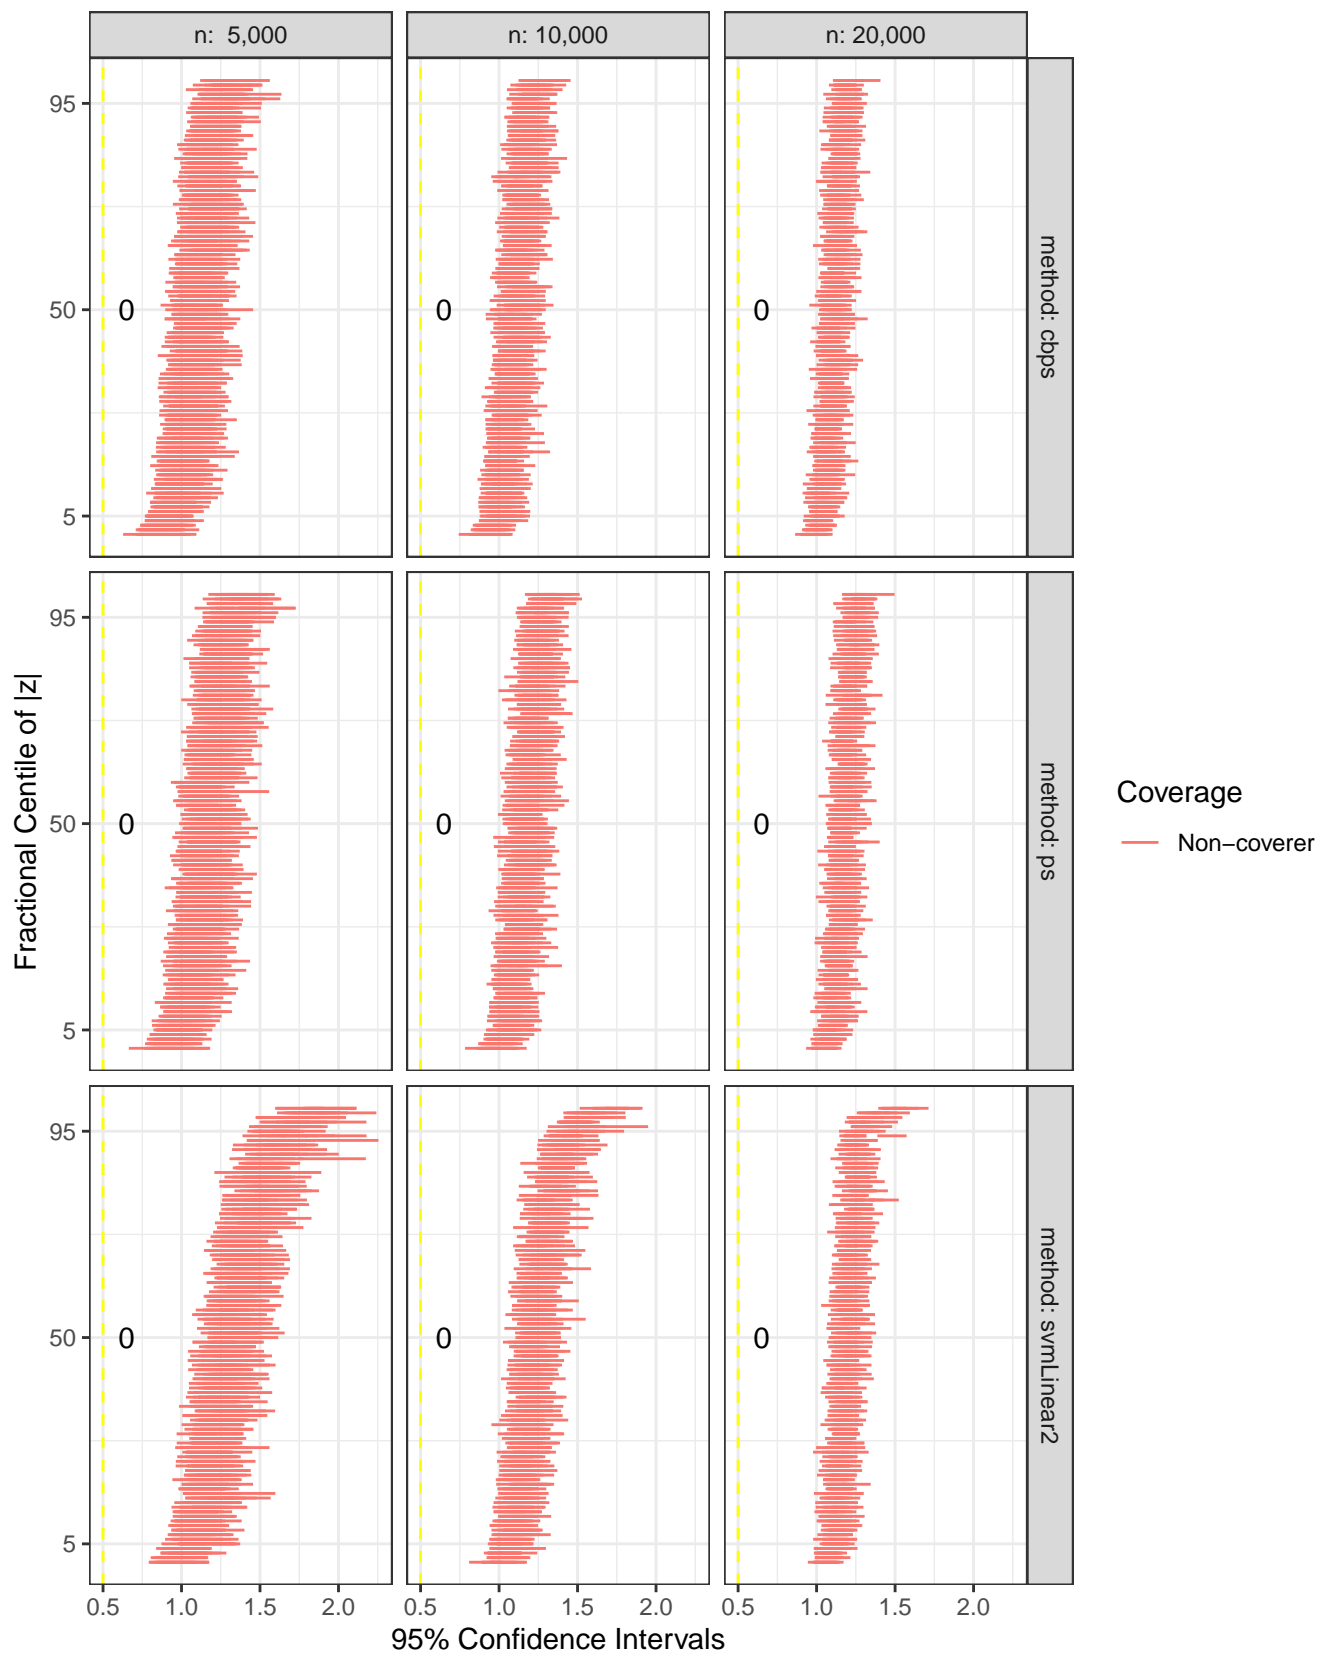 n:  5,000
n: 10,000
n: 20,000
95
50
5
0
0
0
method: cbps
95
50
5
0
0
0
method: ps
95
50
5
0
0
0
method: svmLinear2
0.5 1.0 1.5 2.0
0.5 1.0 1.5 2.0
0.5 1.0 1.5 2.0
95% Confidence Intervals
Fractional Centile of |z|
Coverage
Non−coverer